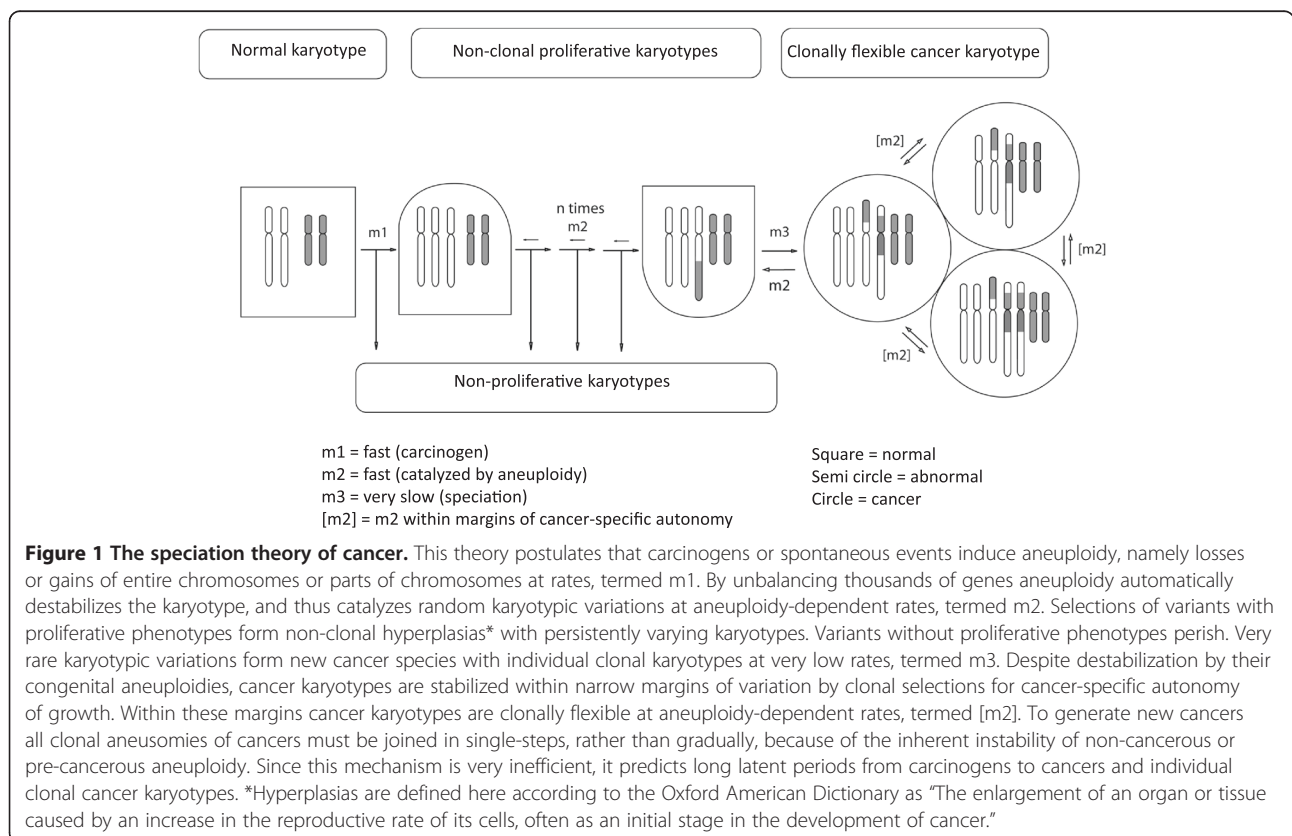 Normal karyotype
Non-clonal proliferative karyotypes
Clonally flexible cancer karyotype
[m2]
m1
n times
m2
m3
m2
[m2]
[m2]
Non-proliferative karyotypes
m1 = fast (carcinogen)
m2 = fast (catalyzed by aneuploidy)
m3 = very slow (speciation)
[m2] = m2 within margins of cancer-specific autonomy
Square = normal
Semi circle = abnormal
Circle = cancer
Figure 1 The speciation theory of cancer. This theory postulates that carcinogens or spontaneous events induce aneuploidy, namely losses
or gains of entire chromosomes or parts of chromosomes at rates, termed m1. By unbalancing thousands of genes aneuploidy automatically
destabilizes the karyotype, and thus catalyzes random karyotypic variations at aneuploidy-dependent rates, termed m2. Selections of variants with
proliferative phenotypes form non-clonal hyperplasias* with persistently varying karyotypes. Variants without proliferative phenotypes perish. Very
rare karyotypic variations form new cancer species with individual clonal karyotypes at very low rates, termed m3. Despite destabilization by their
congenital aneuploidies, cancer karyotypes are stabilized within narrow margins of variation by clonal selections for cancer-specific autonomy
of growth. Within these margins cancer karyotypes are clonally flexible at aneuploidy-dependent rates, termed [m2]. To generate new cancers
all clonal aneusomies of cancers must be joined in single-steps, rather than gradually, because of the inherent instability of non-cancerous or
pre-cancerous aneuploidy. Since this mechanism is very inefficient, it predicts long latent periods from carcinogens to cancers and individual
clonal cancer karyotypes. *Hyperplasias are defined here according to the Oxford American Dictionary as “The enlargement of an organ or tissue
caused by an increase in the reproductive rate of its cells, often as an initial stage in the development of cancer.”